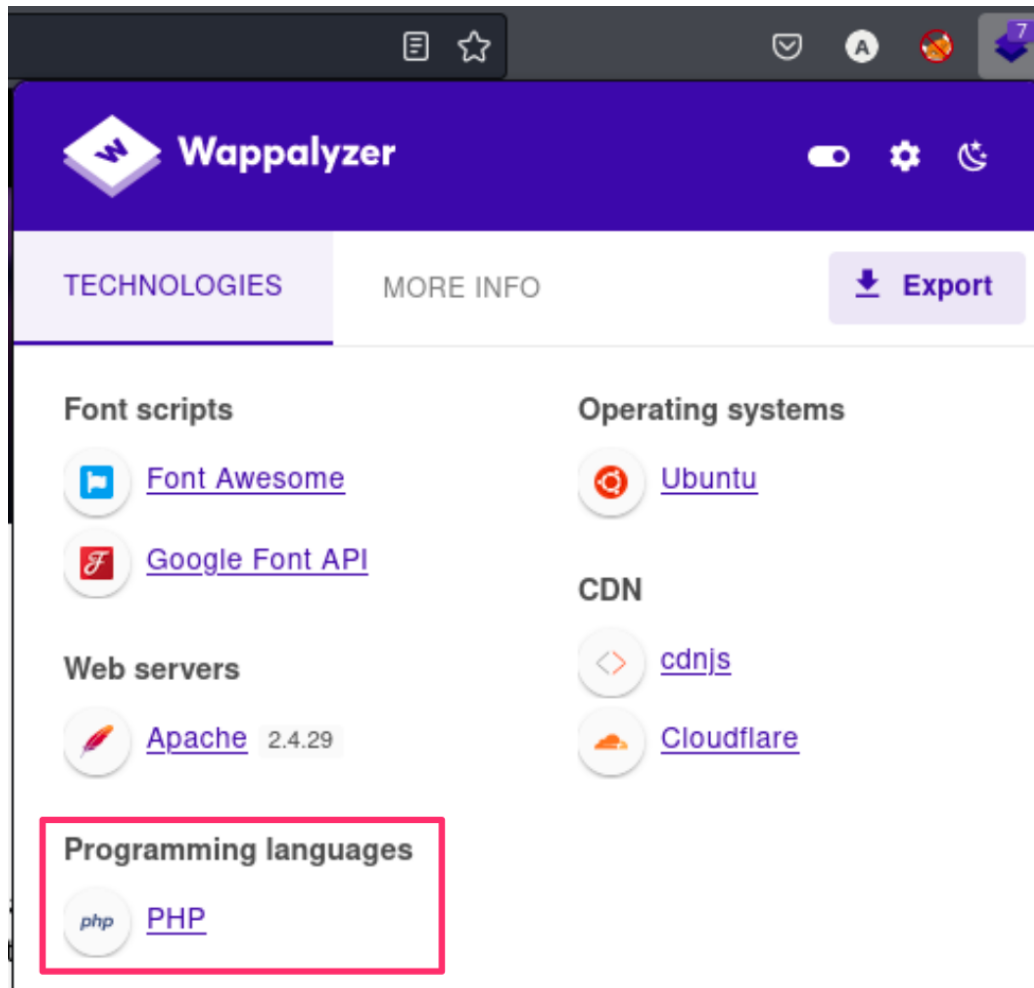 7
A
Wappalyzer
TECHNOLOGIES
MORE INFO
Export
Font scripts
Font Awesome
Google Font API
Web servers
Apache 2.4.29
Programming languages
php PHP
Operating systems
Ubuntu
CDN
cdnjs
Cloudflare